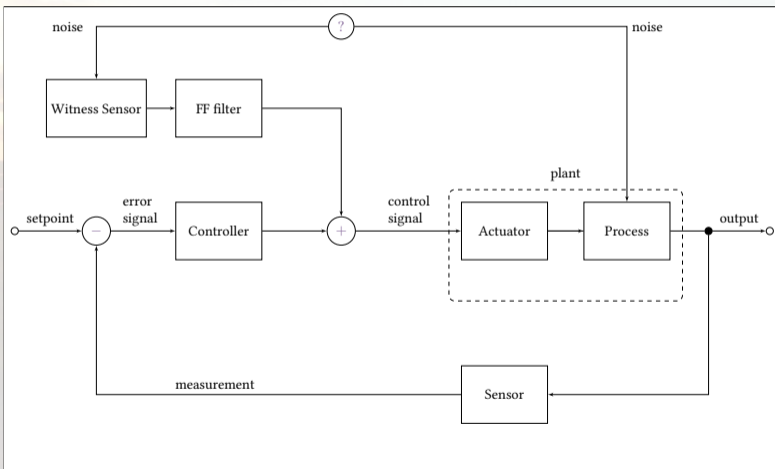 noise
?
noise
Witness Sensor
FF filter
plant
setpoint
−
error
signal
Controller
+
control
signal
Actuator
Process
output
measurement
Sensor